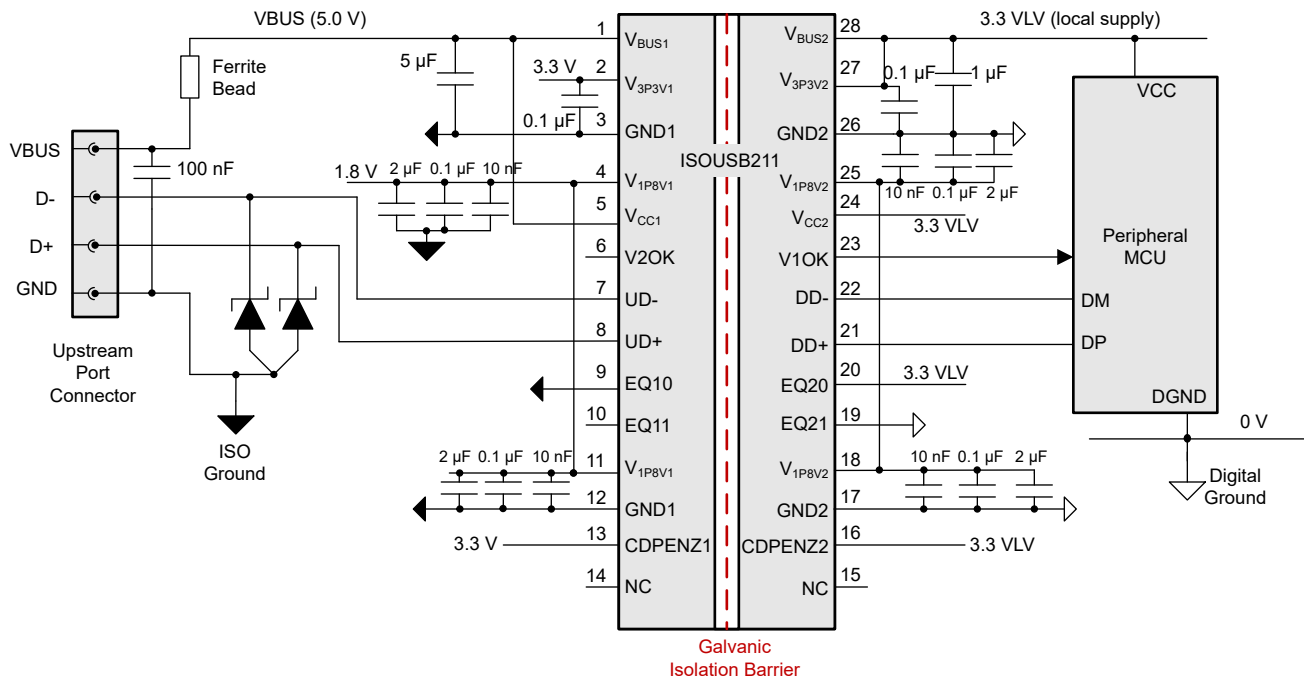 VBUS (5.0 V)
3.3 VLV (local supply)
Ferrite
Bead
VBUS
D-
D+
GND
100 nF
Upstream
Port
Connector
ISO
Ground
5 µF
3.3 V
0.1 µF
1.8 V
2 µF
0.1 µF
10 nF
2 µF
0.1 µF
10 nF
3.3 V
1
2
3
4
5
6
7
8
9
10
11
12
13
14
VBUS1
V3P3V1
GND1
V1P8V1
VCC1
V2OK
UD-
UD+
EQ10
EQ11
V1P8V1
GND1
CDPENZ1
NC
ISOUSB211
VBUS2
V3P3V2
GND2
V1P8V2
VCC2
V1OK
DD-
DD+
EQ20
EQ21
V1P8V2
GND2
CDPENZ2
NC
28
27
26
25
24
23
22
21
20
19
18
17
16
15
0.1 µF
1 µF
10 nF
0.1 µF
2 µF
3.3 VLV
3.3 VLV
10 nF
0.1 µF
2 µF
3.3 VLV
VCC
Peripheral
MCU
DM
DP
DGND
0 V
Digital
Ground
Galvanic
Isolation Barrier